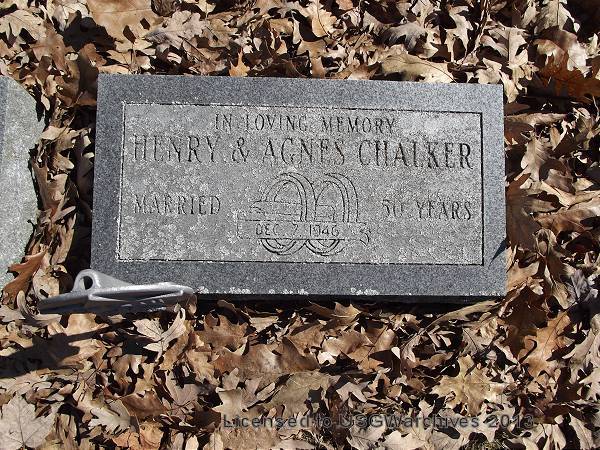 IN LOVING MEMORY
HENRY & AGNES CHALKER
MARRIED 50 YEARS
DEC. 7, 1946
Licensed to USGWarchives 2013